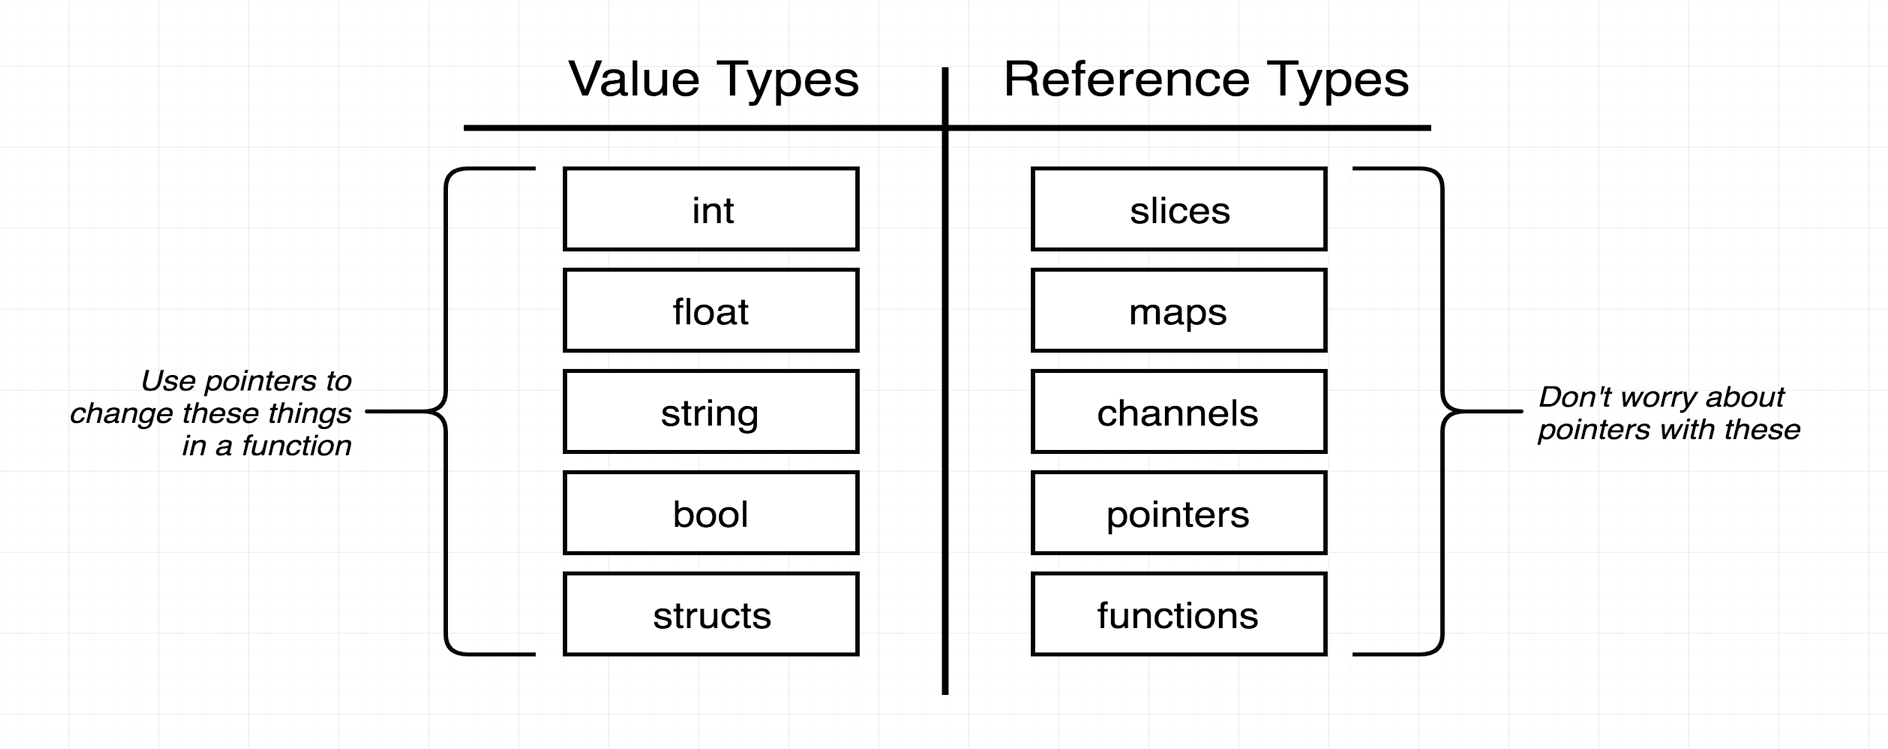 Value Types
Reference Types
int
float
string
bool
structs
slices
maps
channels
pointers
functions
Use pointers to
change these things
in a function
Don't worry about
pointers with these